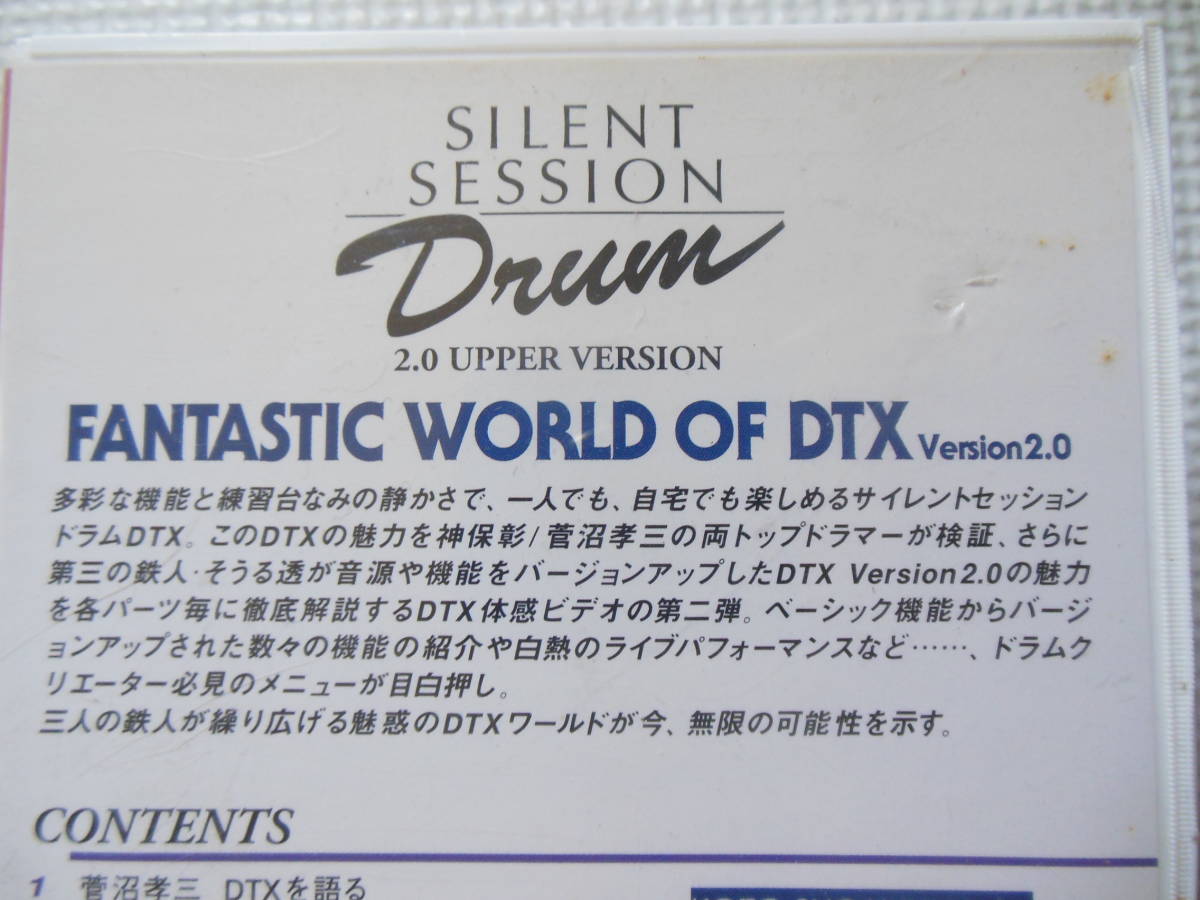 SILENT
SESSION
Drum
2.0 UPPER VERSION
FANTASTIC WORLD OF DTX Version2.0
多彩な機能と練習台なみの静かさで、一人でも、自宅でも楽しめるサイレントセッション
ドラムDTX。このDTXの魅力を神保彰/菅沼孝三の両トップドラマーが検証、さらに
第三の鉄人・そうる透が音源や機能をバージョンアップしたDTX Version2.0の魅力
を各パーツ毎に徹底解説するDTX体感ビデオの第二弾。ベーシック機能からバージ
ョンアップされた数々の機能の紹介や白熱のライブパフォーマンスなど……、ドラムク
リエーター必見のメニューが目白押し。
三人の鉄人が繰り広げる魅惑のDTXワールドが今、無限の可能性を示す。
CONTENTS
1 菅沼孝三 DTXを語る